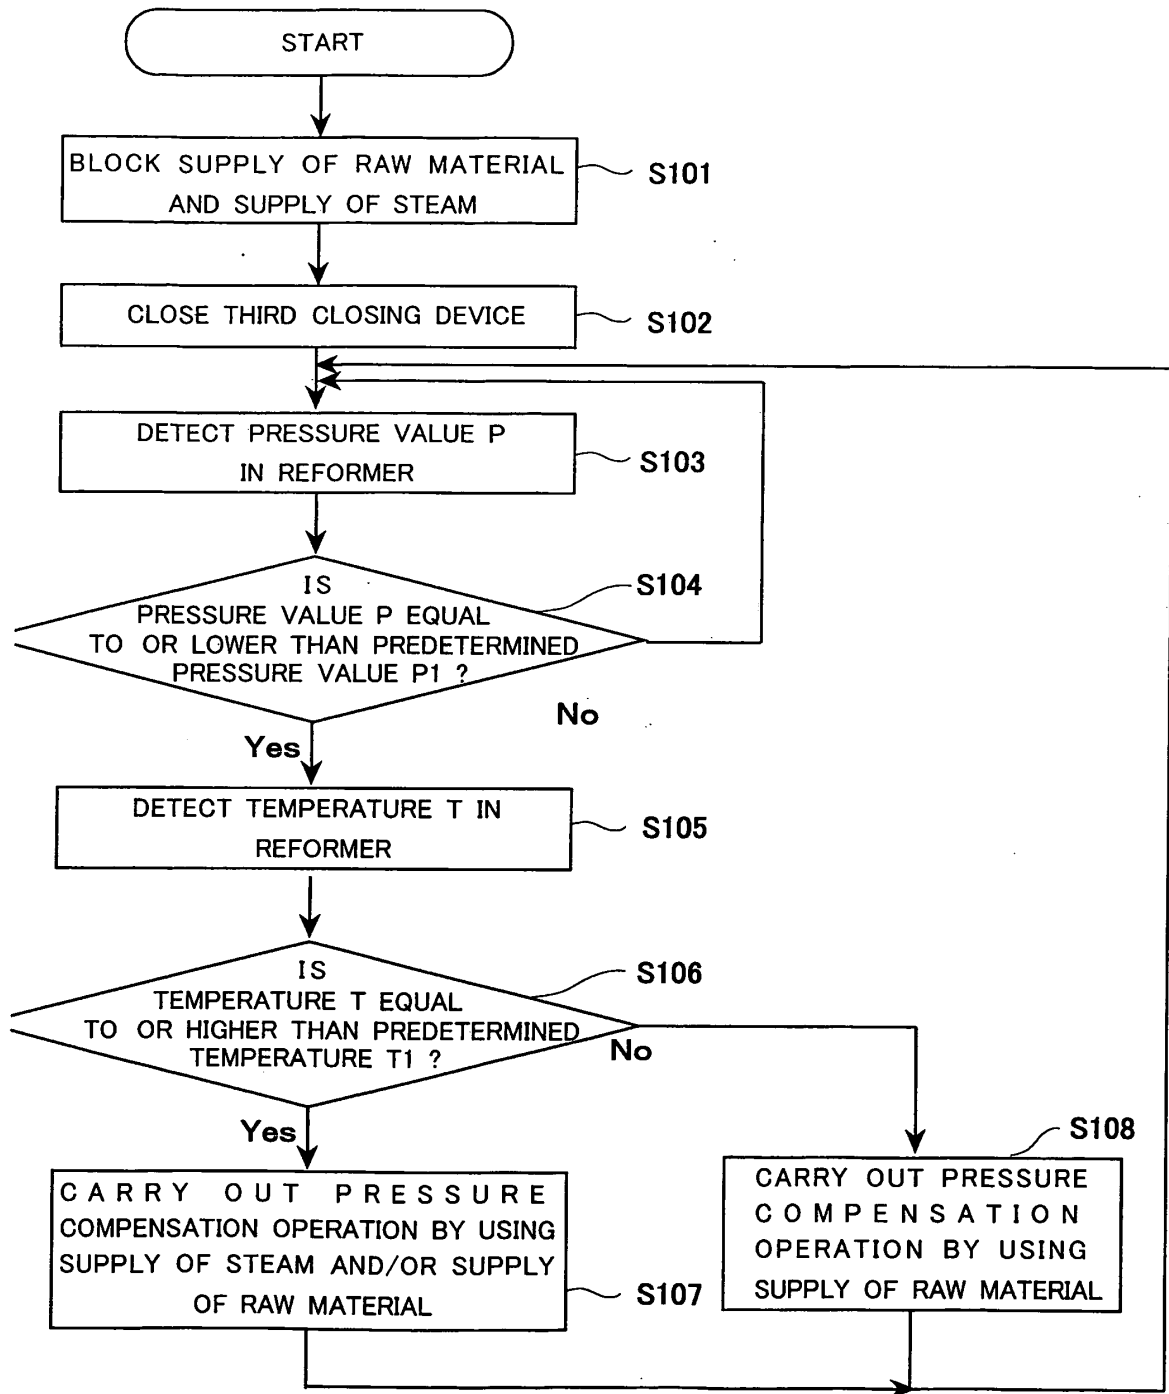 START
BLOCK SUPPLY OF RAW MATERIAL
AND SUPPLY OF STEAM
S101
CLOSE THIRD CLOSING DEVICE
S102
DETECT PRESSURE VALUE P
IN REFORMER
S103
IS
PRESSURE VALUE P EQUAL
TO OR LOWER THAN PREDETERMINED
PRESSURE VALUE P1 ?
S104
No
Yes
DETECT TEMPERATURE T IN
REFORMER
S105
IS
TEMPERATURE T EQUAL
TO OR HIGHER THAN PREDETERMINED
TEMPERATURE T1 ?
S106
No
Yes
CARRY OUT PRESSURE
COMPENSATION OPERATION BY USING
SUPPLY OF STEAM AND/OR SUPPLY
OF RAW MATERIAL
S107
S108
CARRY OUT PRESSURE
COMPENSATION
OPERATION BY USING
SUPPLY OF RAW MATERIAL